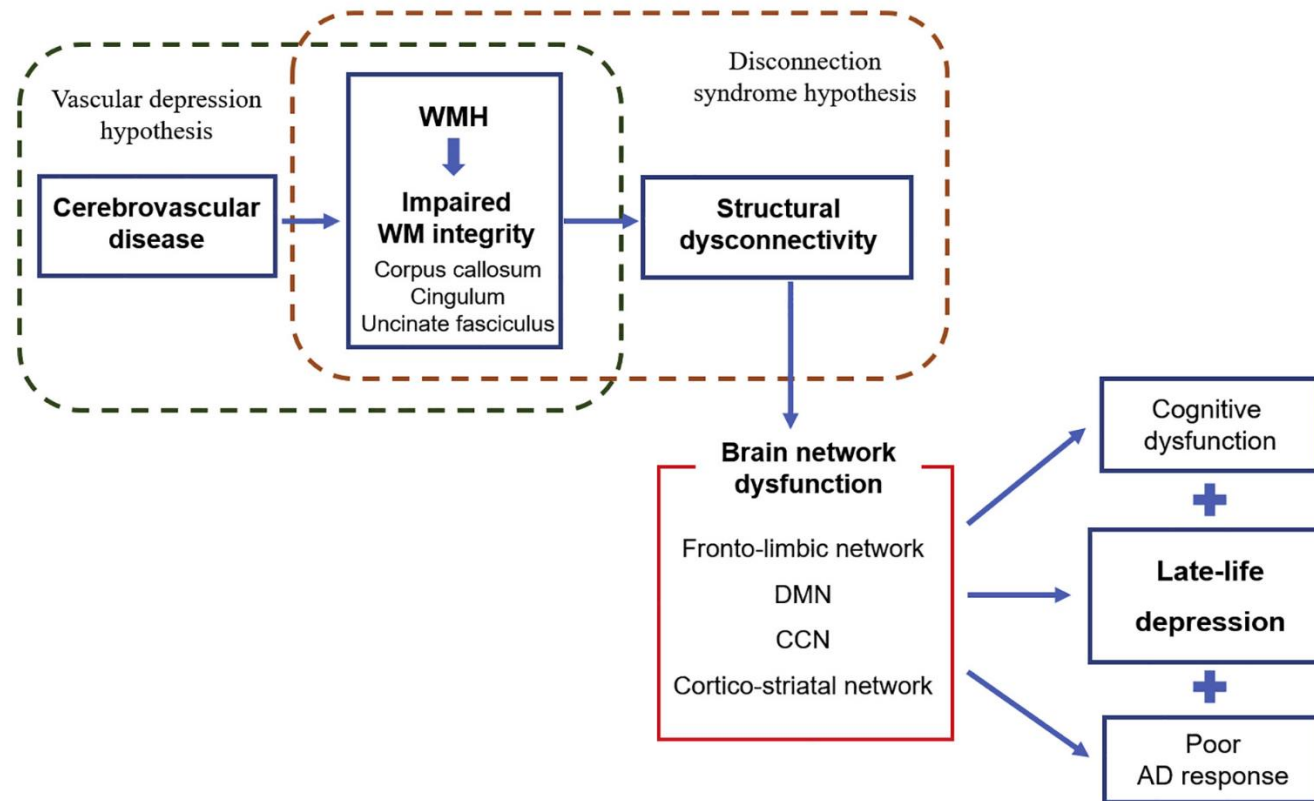 Vascular depression
hypothesis
Disconnection
syndrome hypothesis
Cerebrovascular
disease
WMH
Impaired
WM integrity
Corpus callosum
Cingulum
Uncinate fasciculus
Structural
dysconnectivity
Brain network
dysfunction
Fronto-limbic network
DMN
CCN
Cortico-striatal network
Cognitive
dysfunction
Late-life
depression
Poor
AD response